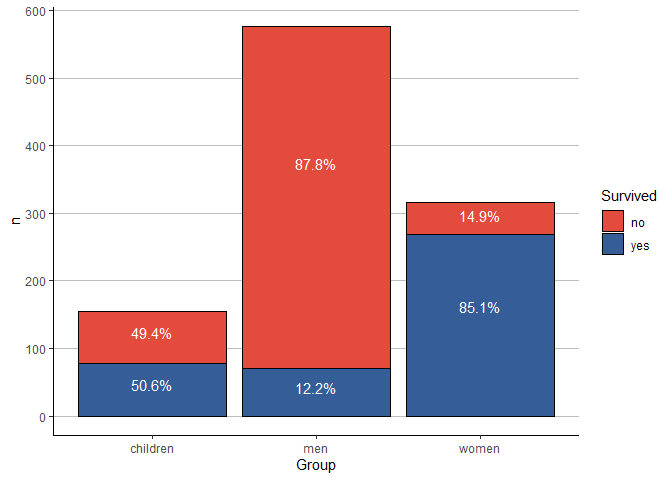 600
500
400
300
200
100
0
n
87.8%
14.9%
85.1%
49.4%
50.6%
12.2%
children
men
women
Group
Survived
no
yes